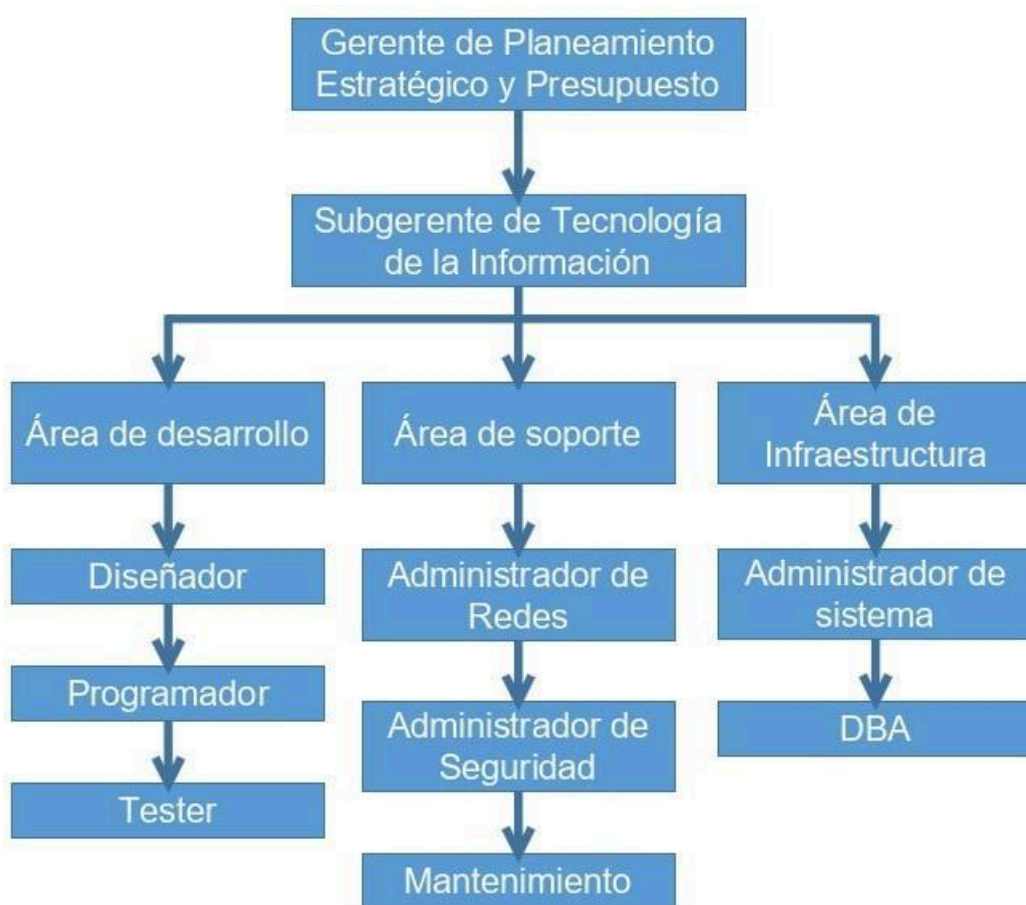 Gerente de Planeamiento
Estratégico y Presupuesto
Subgerente de Tecnología
de la Información
Área de desarrollo
Área de soporte
Área de
Infraestructura
Diseñador
Administrador de
Redes
Administrador de
sistema
Programador
Administrador de
Seguridad
DBA
Tester
Mantenimiento